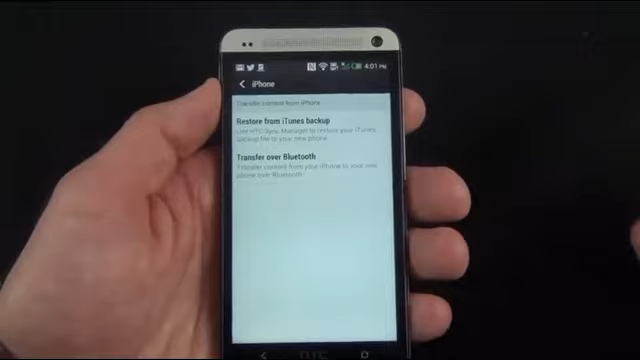 4:01 PM
iPhone
Transfer content from iPhone
Restore from iTunes backup
Use HTC Sync Manager to restore your iTunes
backup file to your new phone
Transfer over Bluetooth
Transfer content from your iPhone to your new
phone over Bluetooth
HTC